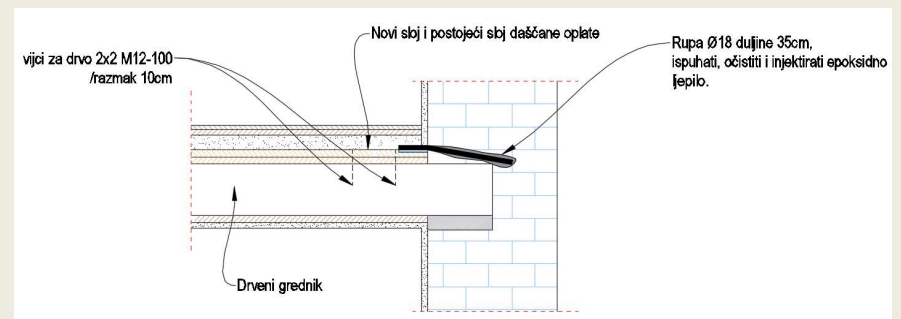 Novi sloj i postojeći sloj daščane oplate
vijci za drvo 2x2 M12-100
/razmak 10cm
Rupa Ø18 duljine 35cm,
ispuhati, očistiti i injektirati epoksidno
ljepilo.
Drveni grednik